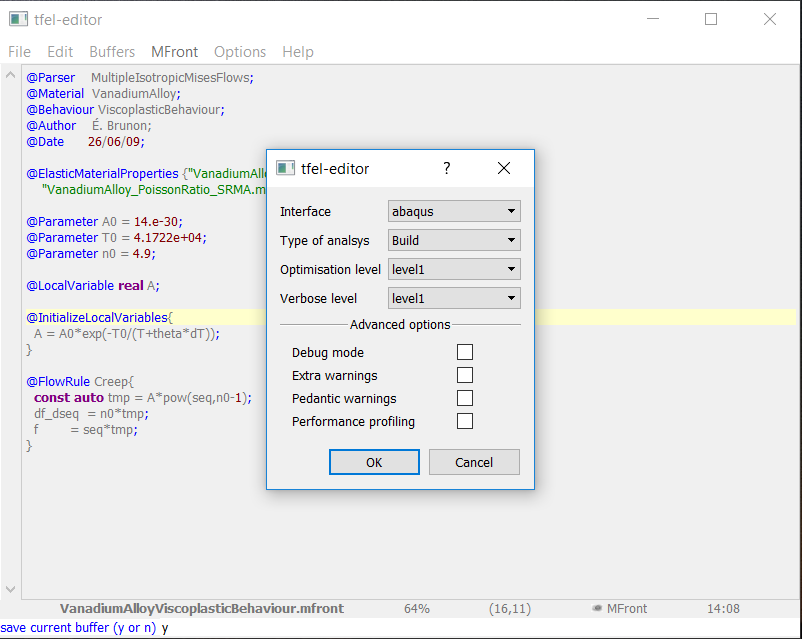 tfel-editor
File Edit Buffers MFront Options Help
@Parser MultipleIsotropicMisesFlows;
@Material VanadiumAlloy;
@Behaviour ViscoplasticBehaviour;
@Author É. Brunon;
@Date 26/06/09;
@ElasticMaterialProperties {"VanadiumAllo
"VanadiumAlloy_PoissonRatio_SRMA.m
@Parameter A0 = 14.e-30;
@Parameter T0 = 4.1722e+04;
@Parameter n0 = 4.9;
@LocalVariable real A;
@InitializeLocalVariables{
A = A0*exp(-T0/(T+theta*dT));
}
@FlowRule Creep{
const auto tmp = A*pow(seq,n0-1);
df_dseq = n0*tmp;
f = seq*tmp;
}
tfel-editor ?
Interface abaqus
Type of analsys Build
Optimisation level level1
Verbose level level1
Advanced options
Debug mode
Extra warnings
Pedantic warnings
Performance profiling
OK Cancel
VanadiumAlloyViscoplasticBehaviour.mfront 64% (16,11) MFront 14:08
save current buffer (y or n) y